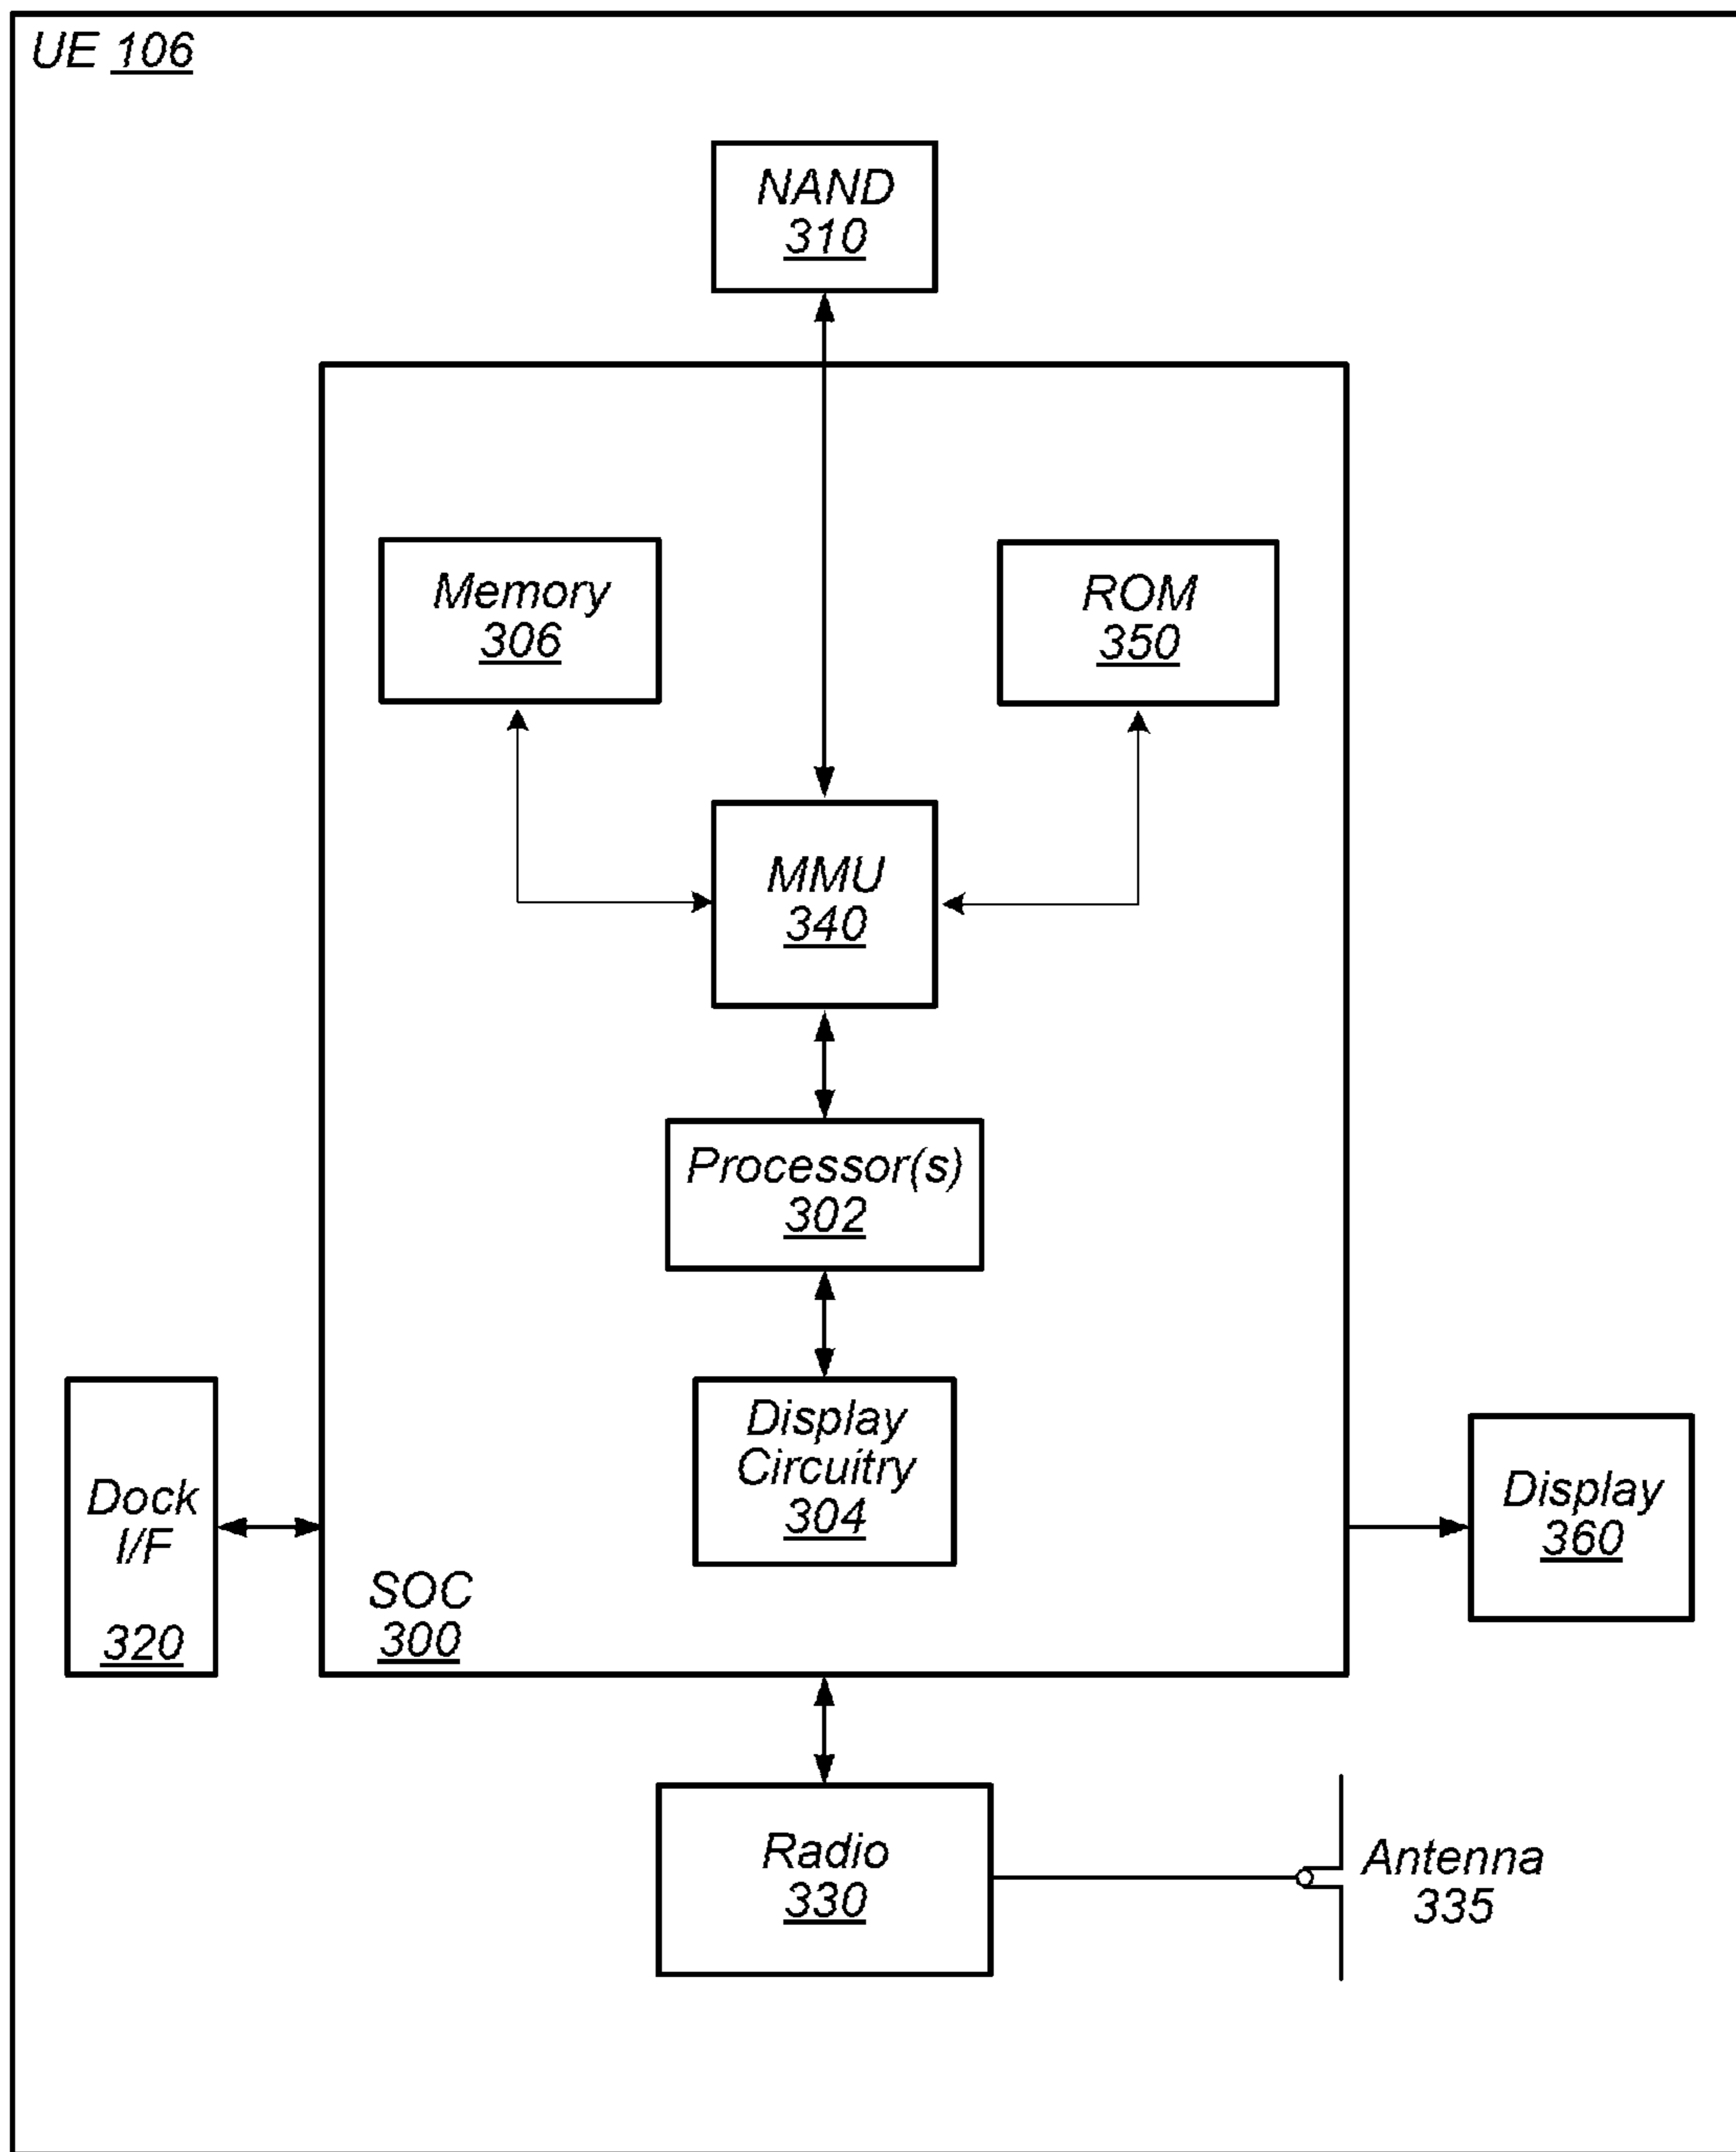 UE 106
NAND
310
Memory
306
ROM
350
MMU
340
Processor(s)
302
Display
Circuitry
304
Dock
I/F
320
SOC
300
Display
360
Radio
330
Antenna
335